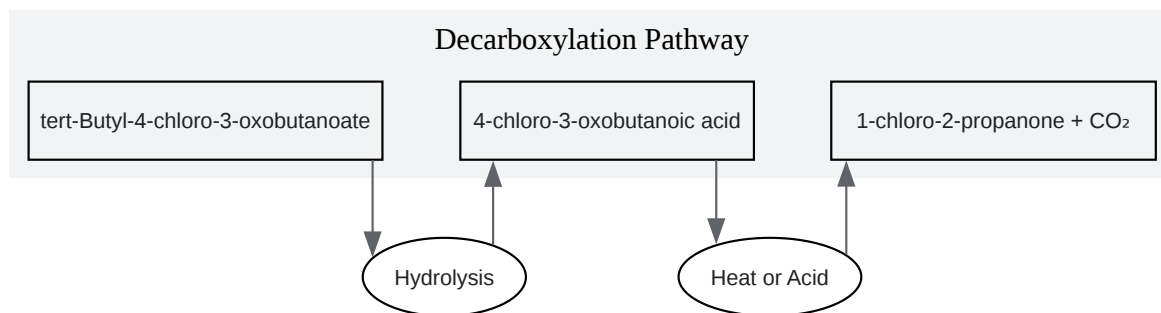 Decarboxylation Pathway
tert-Butyl-4-chloro-3-oxobutanoate
4-chloro-3-oxobutanoic acid
1-chloro-2-propanone + CO₂
Hydrolysis
Heat or Acid